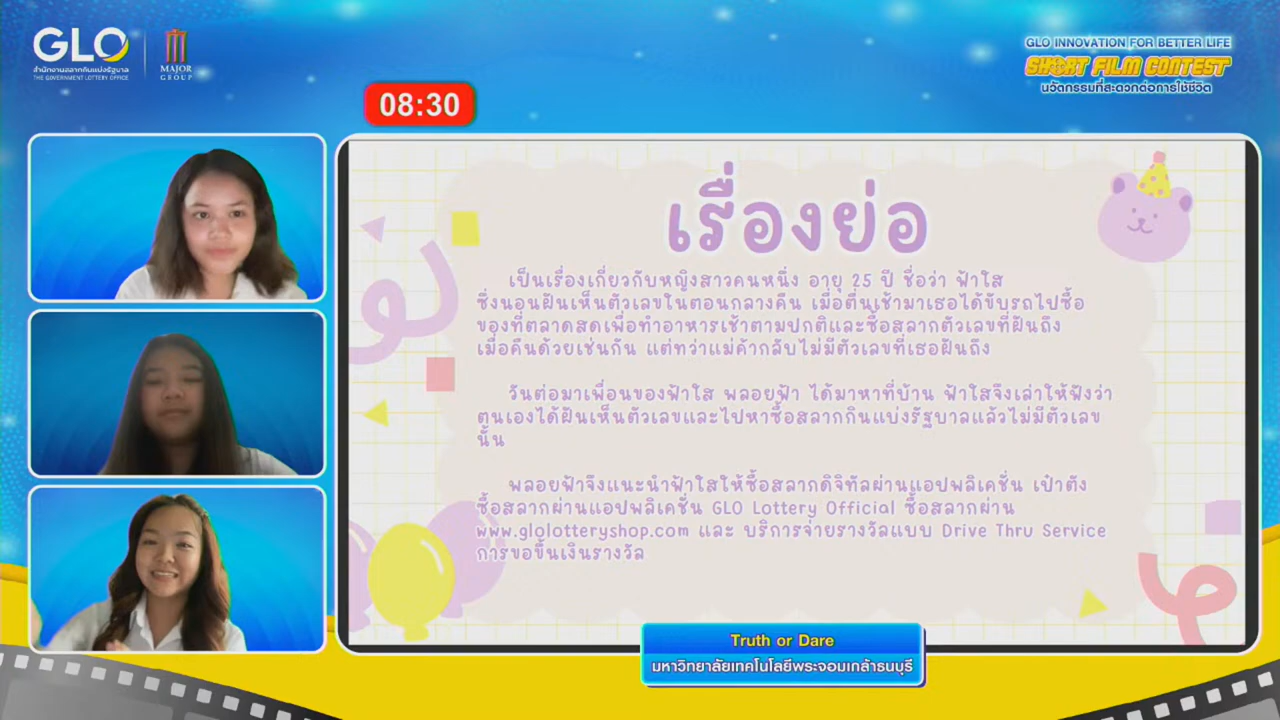 GLO
สำนักงานสลากกินแบ่งรัฐบาล
THE GOVERNMENT LOTTERY OFFICE
MAJOR
GROUP
GLO INNOVATION FOR BETTER LIFE
SHORT FILM CONTEST
นวัตกรรมที่สะดวกต่อการใช้ชีวิต
08:30
เรื่องย่อ
เป็นเรื่องเกี่ยวกับหญิงสาวคนหนึ่ง อายุ 25 ปี ชื่อว่า ฟ้าใส
ซึ่งนอนฝันเห็นตัวเลขในตอนกลางคืน เมื่อตื่นเช้ามาเธอได้ขับรถไปซื้อ
ของที่ตลาดสดเพื่อทำอาหารเช้าตามปกติและซื้อสลากตัวเลขที่ฝันถึง
เมื่อคืนด้วยเช่นกัน แต่ทว่าแม่ค้ากลับไม่มีตัวเลขที่เธอฝันถึง
วันต่อมาเพื่อนของฟ้าใส พลอยฟ้า ได้มาหาที่บ้าน ฟ้าใสจึงเล่าให้ฟังว่า
ตนเองได้ฝันเห็นตัวเลขและไปหาซื้อสลากกินแบ่งรัฐบาลแล้วไม่มีตัวเลข
นั้น
พลอยฟ้าจึงแนะนำฟ้าใสให้ซื้อสลากดิจิทัลผ่านแอปพลิเคชั่น เป๋าตัง
ซื้อสลากผ่านแอปพลิเคชั่น GLO Lottery Official ซื้อสลากผ่าน
www.glolotteryshop.com และ บริการจ่ายรางวัลแบบ Drive Thru Service
การขอขึ้นเงินรางวัล
Truth or Dare
มหาวิทยาลัยเทคโนโลยีพระจอมเกล้าธนบุรี